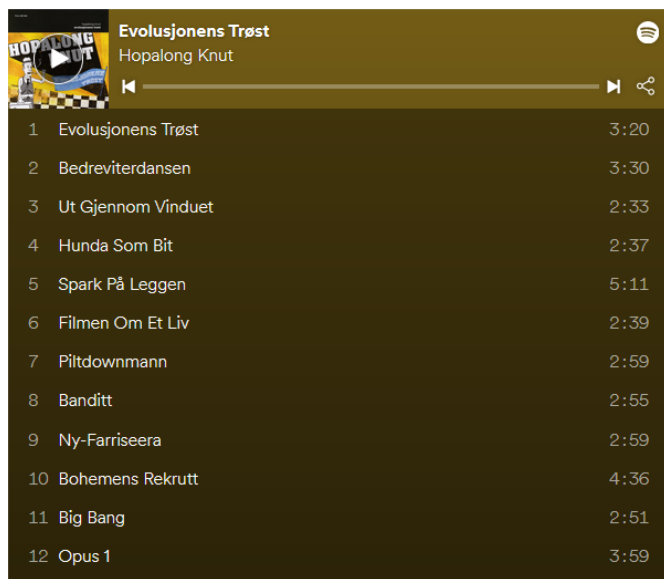 Evolusjonens Trøst
Hopalong Knut
HOPALONG
KNUT
1 Evolusjonens Trøst 3:20
2 Bedreviterdansen 3:30
3 Ut Gjennom Vinduet 2:33
4 Hunda Som Bit 2:37
5 Spark På Leggen 5:11
6 Filmen Om Et Liv 2:39
7 Piltdownmann 2:59
8 Banditt 2:55
9 Ny-Farriseera 2:59
10 Bohemens Rekrutt 4:36
11 Big Bang 2:51
12 Opus 1 3:59